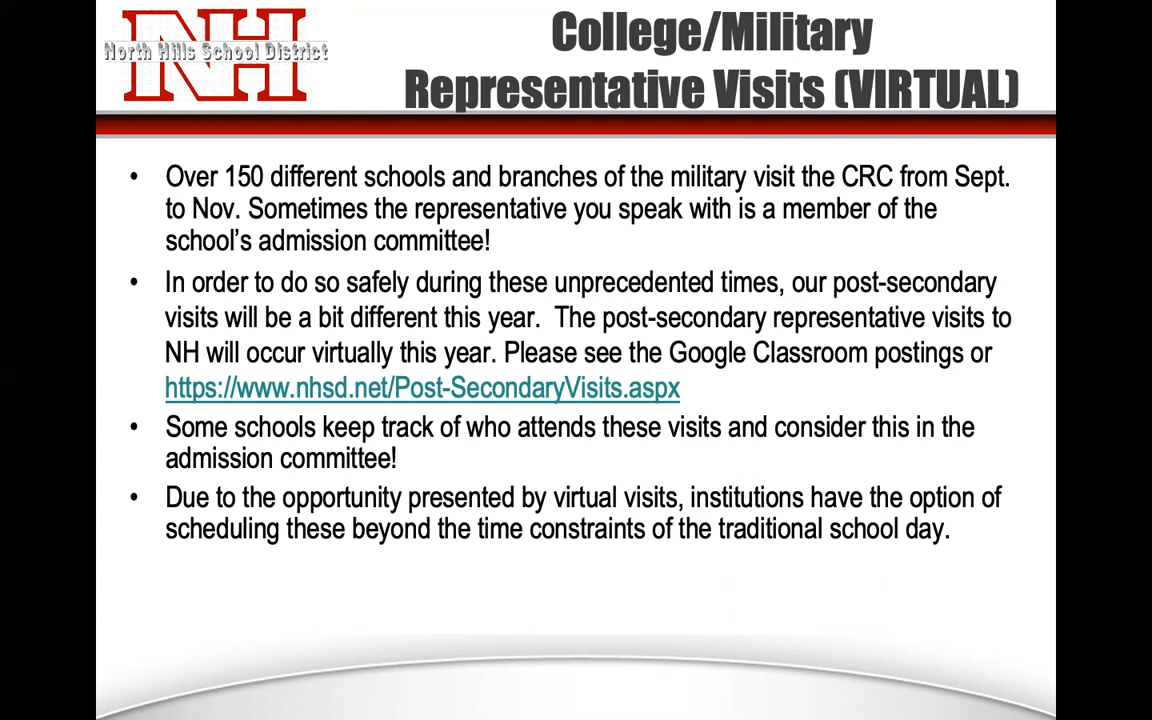 NH
North Hills School District
College/Military
Representative Visits (VIRTUAL)
• Over 150 different schools and branches of the military visit the CRC from Sept.
to Nov. Sometimes the representative you speak with is a member of the
school’s admission committee!
• In order to do so safely during these unprecedented times, our post-secondary
visits will be a bit different this year.  The post-secondary representative visits to
NH will occur virtually this year. Please see the Google Classroom postings or
https://www.nhsd.net/Post-SecondaryVisits.aspx
• Some schools keep track of who attends these visits and consider this in the
admission committee!
• Due to the opportunity presented by virtual visits, institutions have the option of
scheduling these beyond the time constraints of the traditional school day.